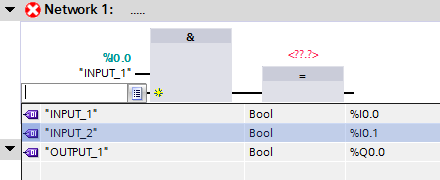 Network 1: .....
&
%I0.0
"INPUT_1"
<??.?>
=
"INPUT_1" Bool %I0.0
"INPUT_2" Bool %I0.1
"OUTPUT_1" Bool %Q0.0